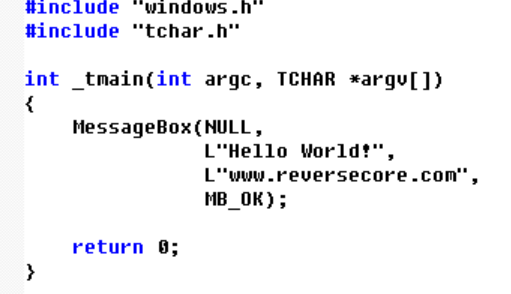 #include "windows.h"
#include "tchar.h"
int _tmain(int argc, TCHAR *argv[])
{
MessageBox(NULL,
L"Hello World!",
L"www.reversecore.com",
MB_OK);
return 0;
}